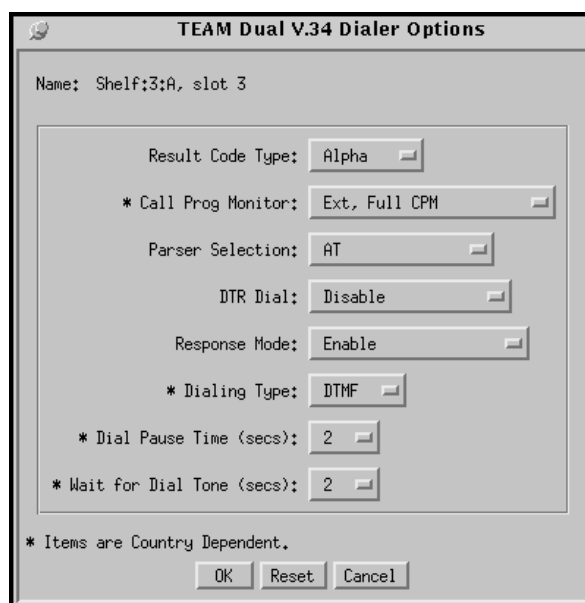 TEAM Dual V.34 Dialer Options
Name: Shelf:3:A, slot 3
Result Code Type: Alpha
* Call Prog Monitor: Ext, Full CPM
Parser Selection: AT
DTR Dial: Disable
Response Mode: Enable
* Dialing Type: DTMF
* Dial Pause Time (secs): 2
* Wait for Dial Tone (secs): 2
* Items are Country Dependent.
OK Reset Cancel